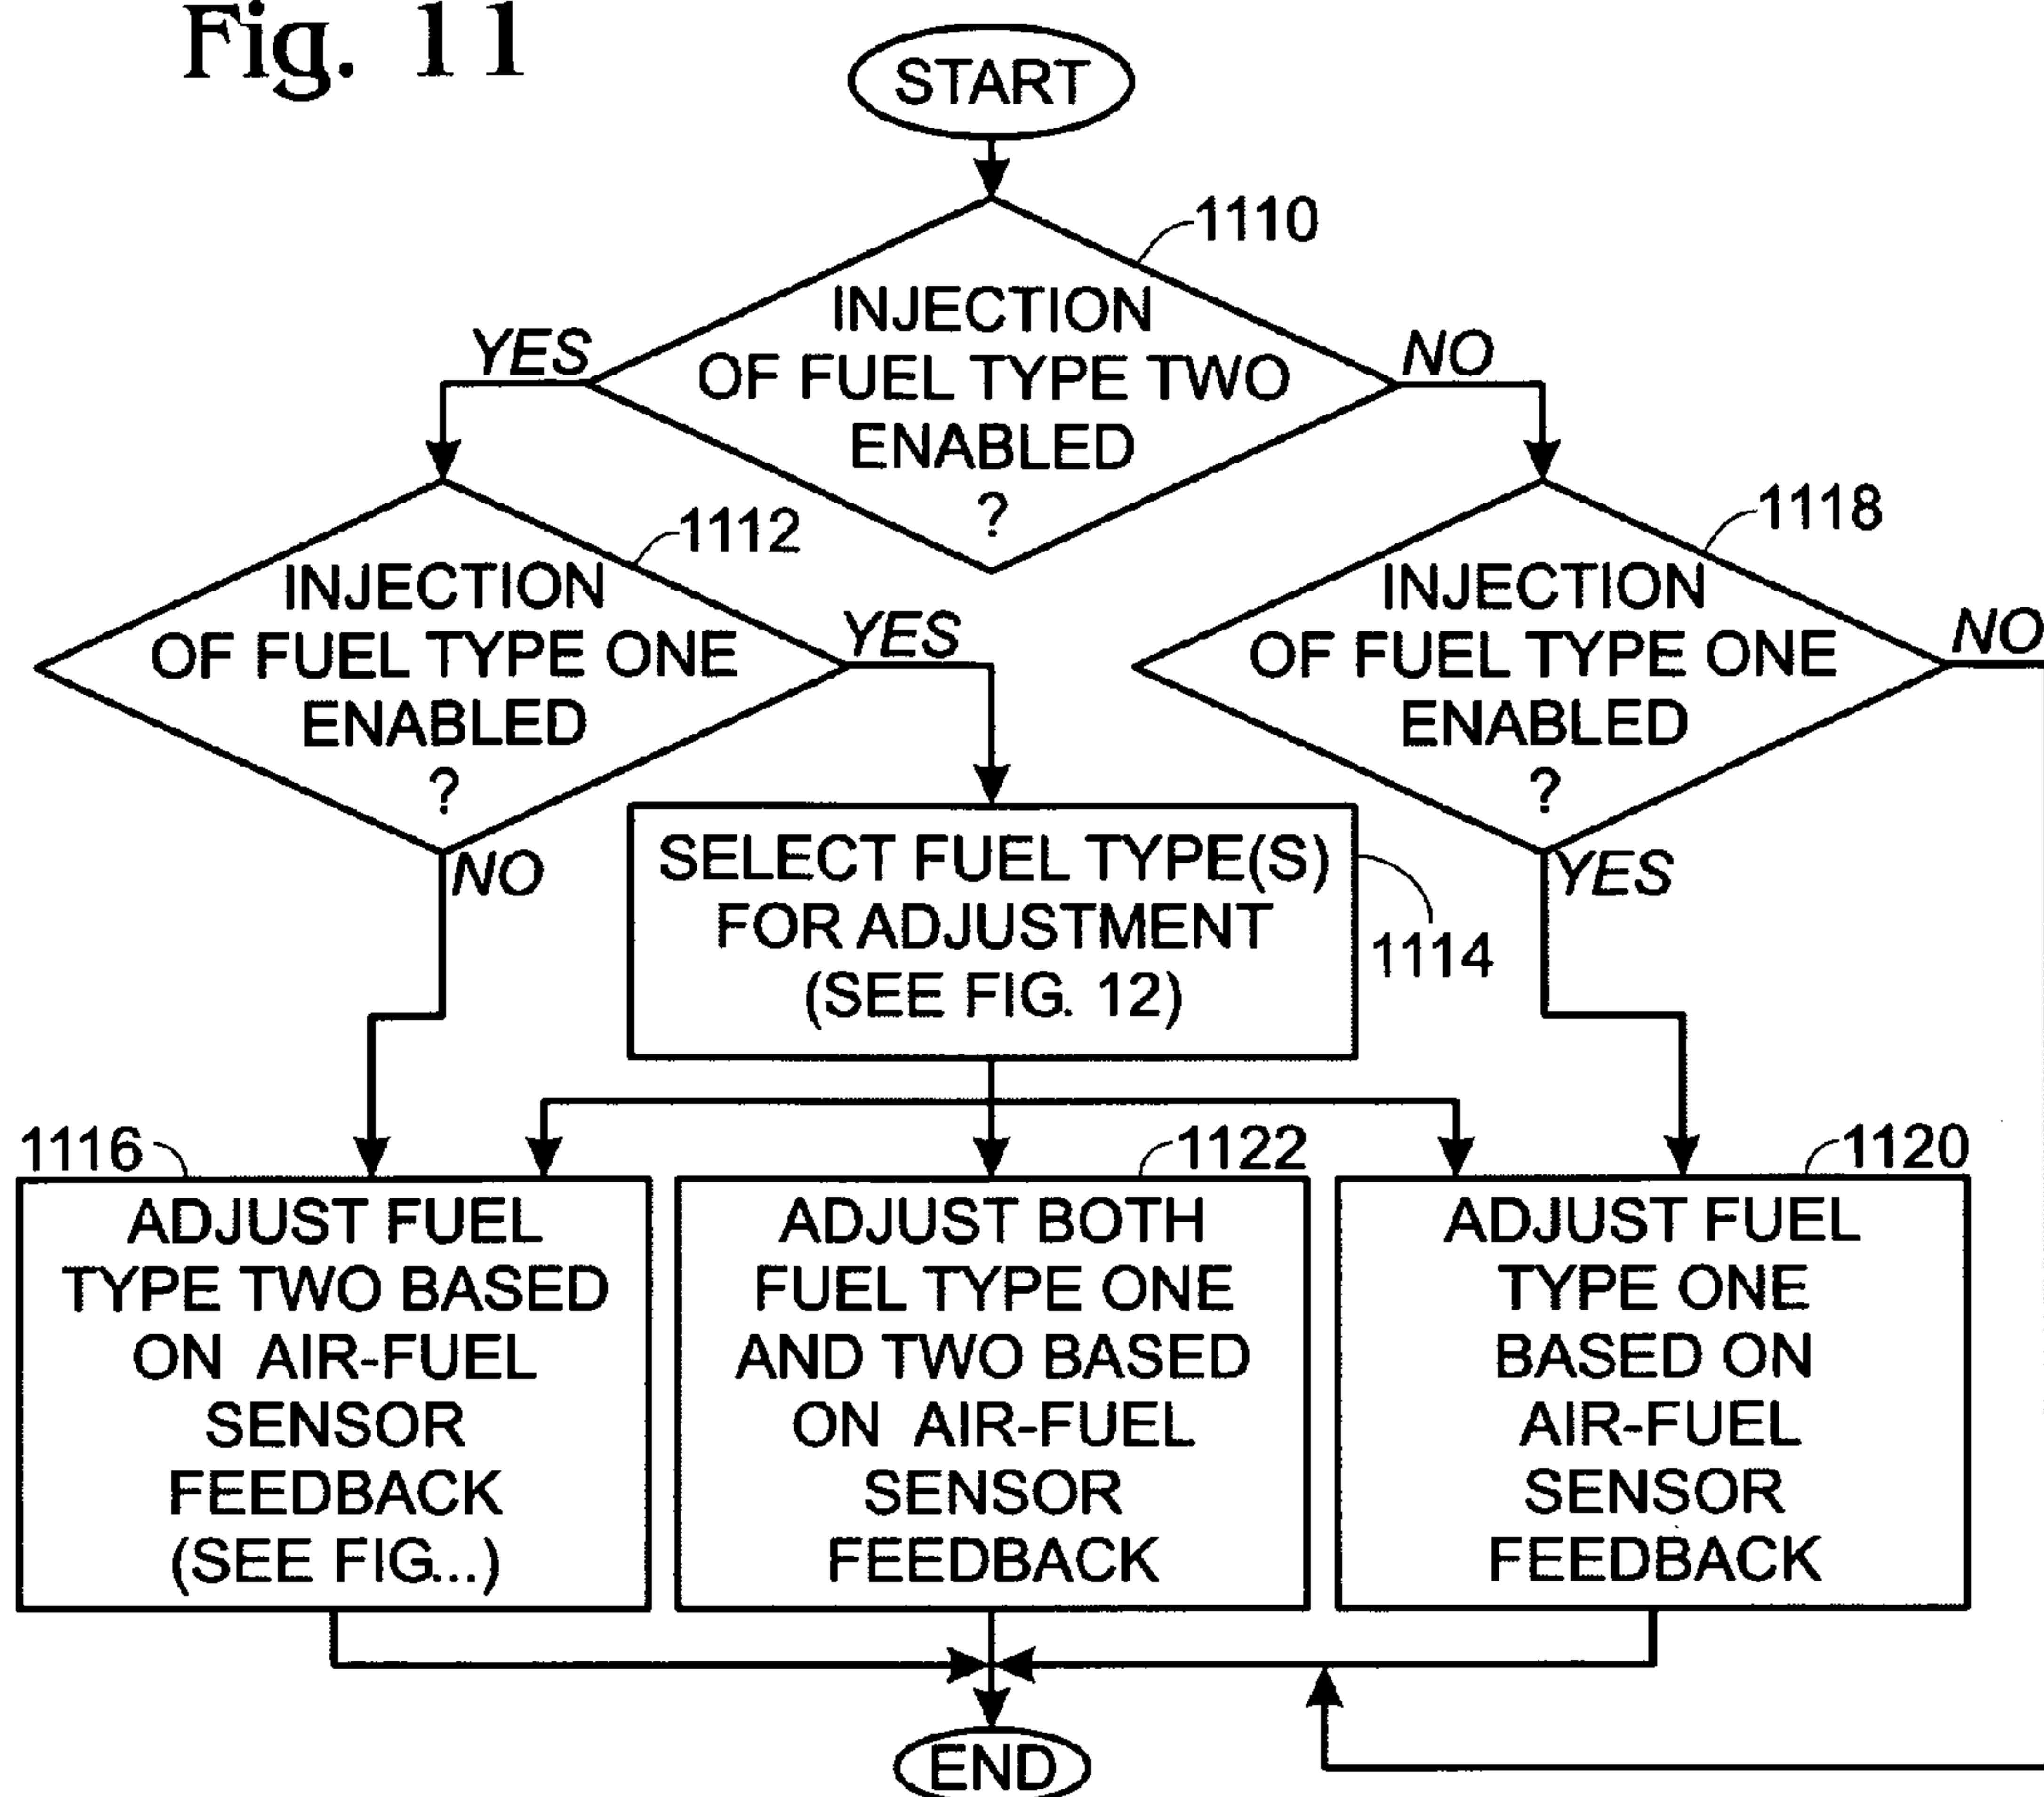 Fig. 11
START
1110
INJECTION
OF FUEL TYPE TWO
ENABLED
?
YES
NO
1112
INJECTION
OF FUEL TYPE ONE
ENABLED
?
YES
NO
1118
INJECTION
OF FUEL TYPE ONE
ENABLED
?
NO
YES
SELECT FUEL TYPE(S)
FOR ADJUSTMENT
(SEE FIG. 12)
1114
1116
ADJUST FUEL
TYPE TWO BASED
ON AIR-FUEL
SENSOR
FEEDBACK
(SEE FIG...)
1122
ADJUST BOTH
FUEL TYPE ONE
AND TWO BASED
ON AIR-FUEL
SENSOR
FEEDBACK
1120
ADJUST FUEL
TYPE ONE
BASED ON
AIR-FUEL
SENSOR
FEEDBACK
END